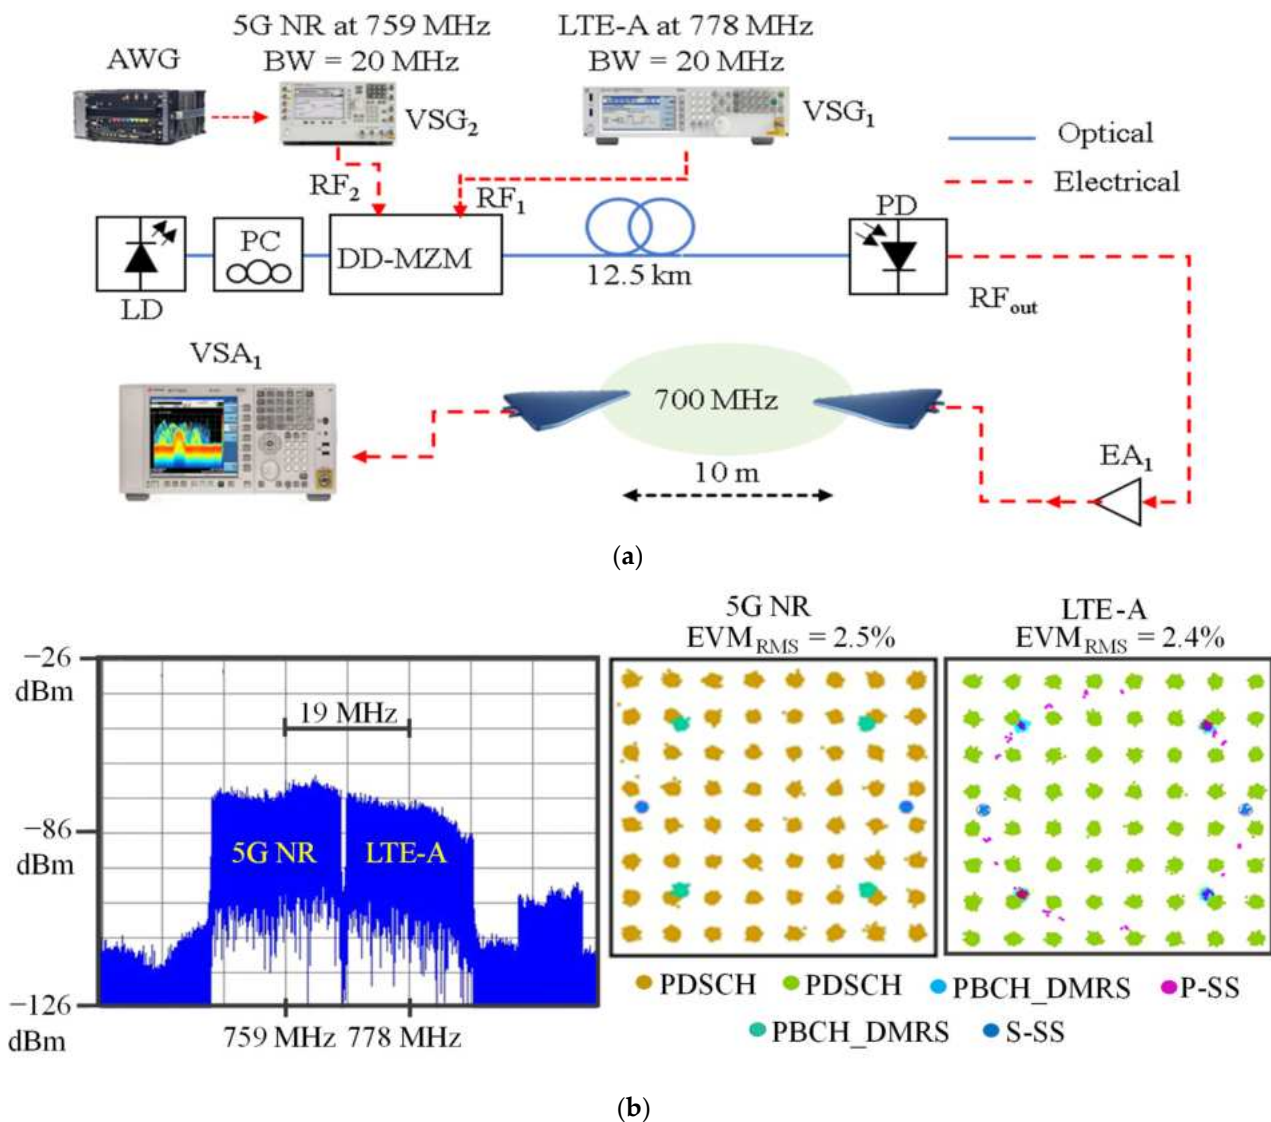 5G NR at 759 MHz
BW = 20 MHz
LTE-A at 778 MHz
BW = 20 MHz
AWG
VSG2
VSG1
Optical
Electrical
RF2
RF1
PD
PC
DD-MZM
12.5 km
LD
RFout
VSA1
700 MHz
10 m
EA1
(a)
5G NR
EVMRMS = 2.5%
LTE-A
EVMRMS = 2.4%
−26
dBm
19 MHz
−86
dBm
5G NR
LTE-A
−126
dBm
759 MHz
778 MHz
PDSCH
PDSCH
PBCH_DMRS
P-SS
PBCH_DMRS
S-SS
(b)